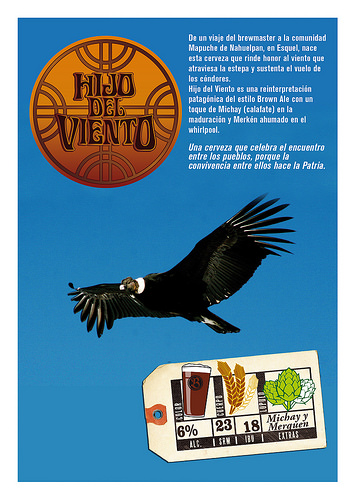 HIJO
DEL
VIENTO
De un viaje del brewmaster a la comunidad
Mapuche de Nahuelpan, en Esquel, nace
esta cerveza que rinde honor al viento que
atraviesa la estepa y sustenta el vuelo de
los cóndores.
Hijo del Viento es una reinterpretación
patagónica del estilo Brown Ale con un
toque de Michay (calafate) en la
maduración y Merkén ahumado en el
whirlpool.
Una cerveza que celebra el encuentro
entre los pueblos, porque la
convivencia entre ellos hace la Patria.
COLOR
CUERPO
LUPULO
6%
23
18
Michay y
Merquen
ALC.
SRM
IBU
EXTRAS